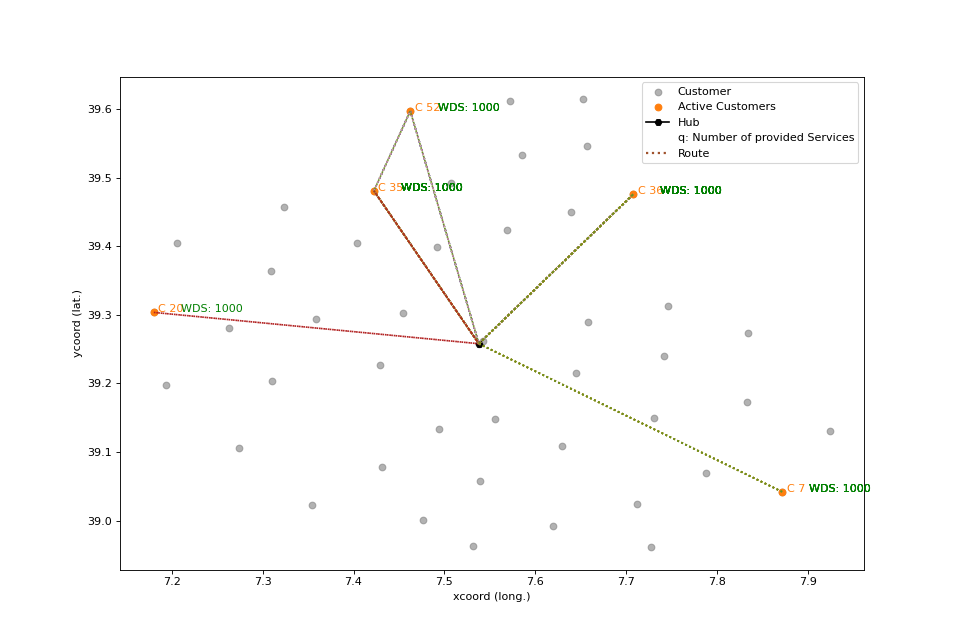 Customer
Active Customers
Hub
q: Number of provided Services
Route
C 52 WDS: 1000
C 35 WDS: 1000
C 36 WDS: 1000
C 20 WDS: 1000
C 7 WDS: 1000
39.6
39.5
39.4
39.3
39.2
39.1
39.0
ycoord (lat.)
7.2 7.3 7.4 7.5 7.6 7.7 7.8 7.9
xcoord (long.)